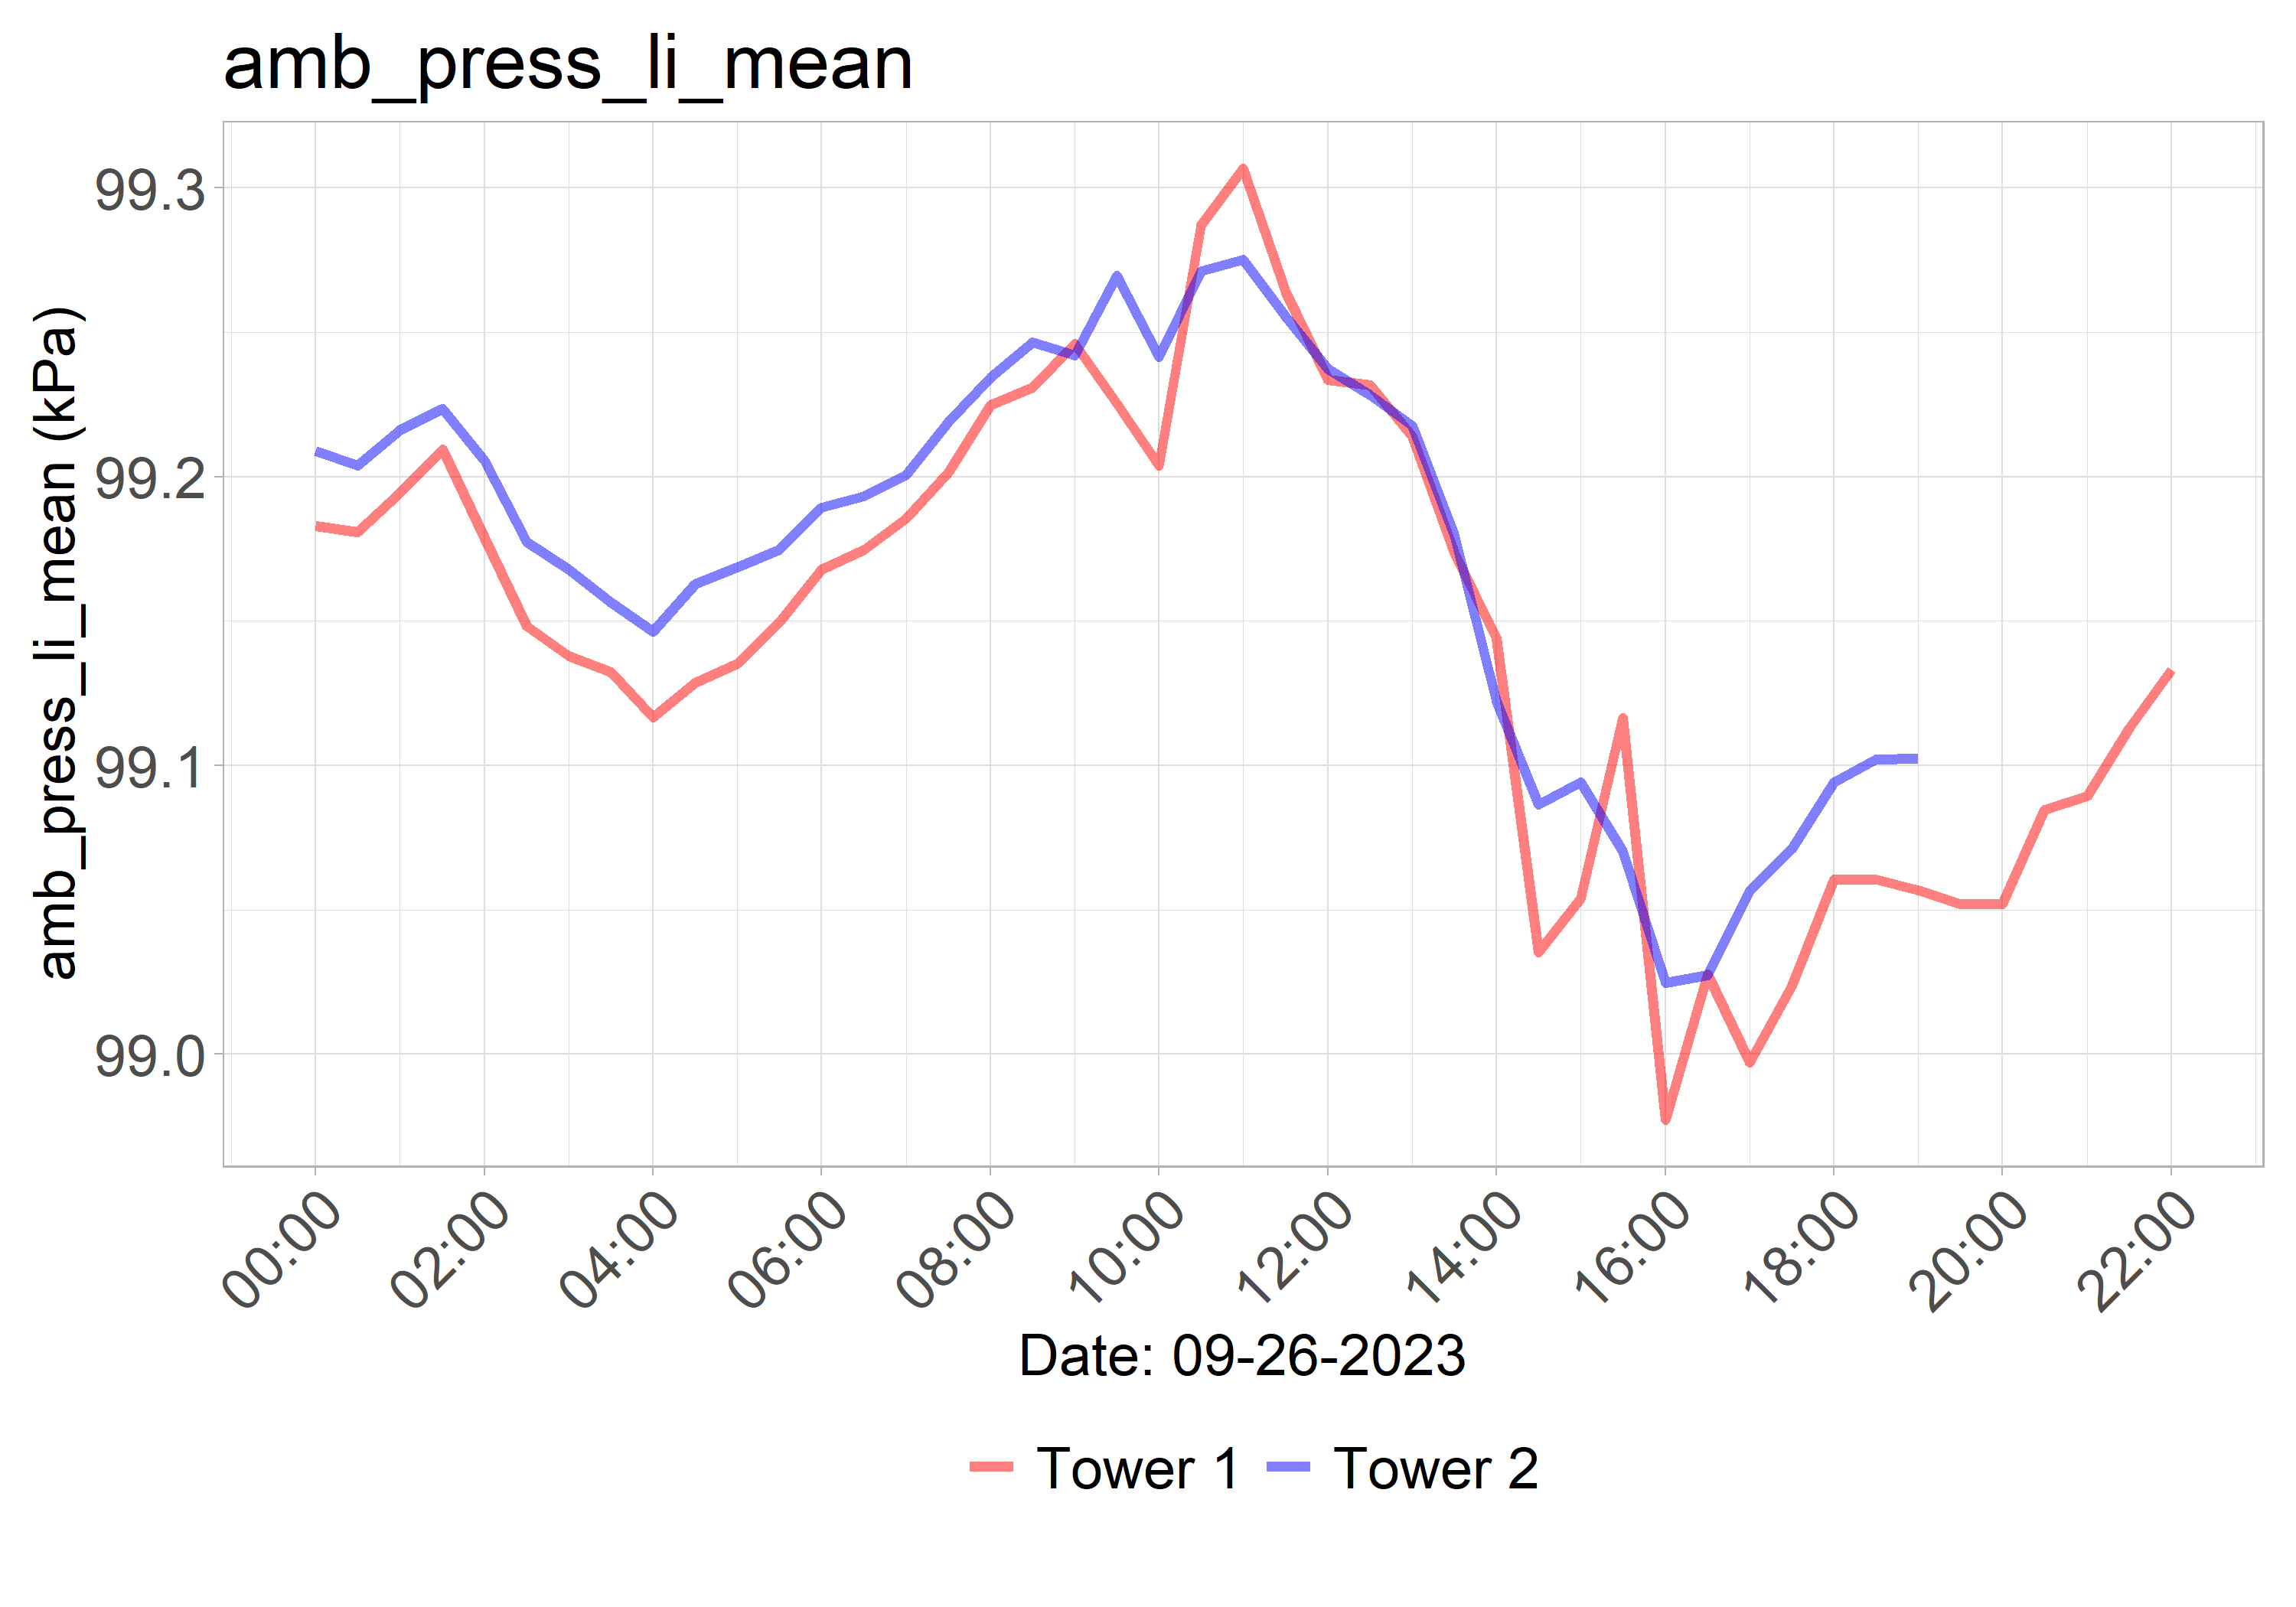 amb_press_li_mean
amb_press_li_mean (kPa)
99.3
99.2
99.1
99.0
00:00 02:00 04:00 06:00 08:00 10:00 12:00 14:00 16:00 18:00 20:00 22:00
Date: 09-26-2023
Tower 1 Tower 2